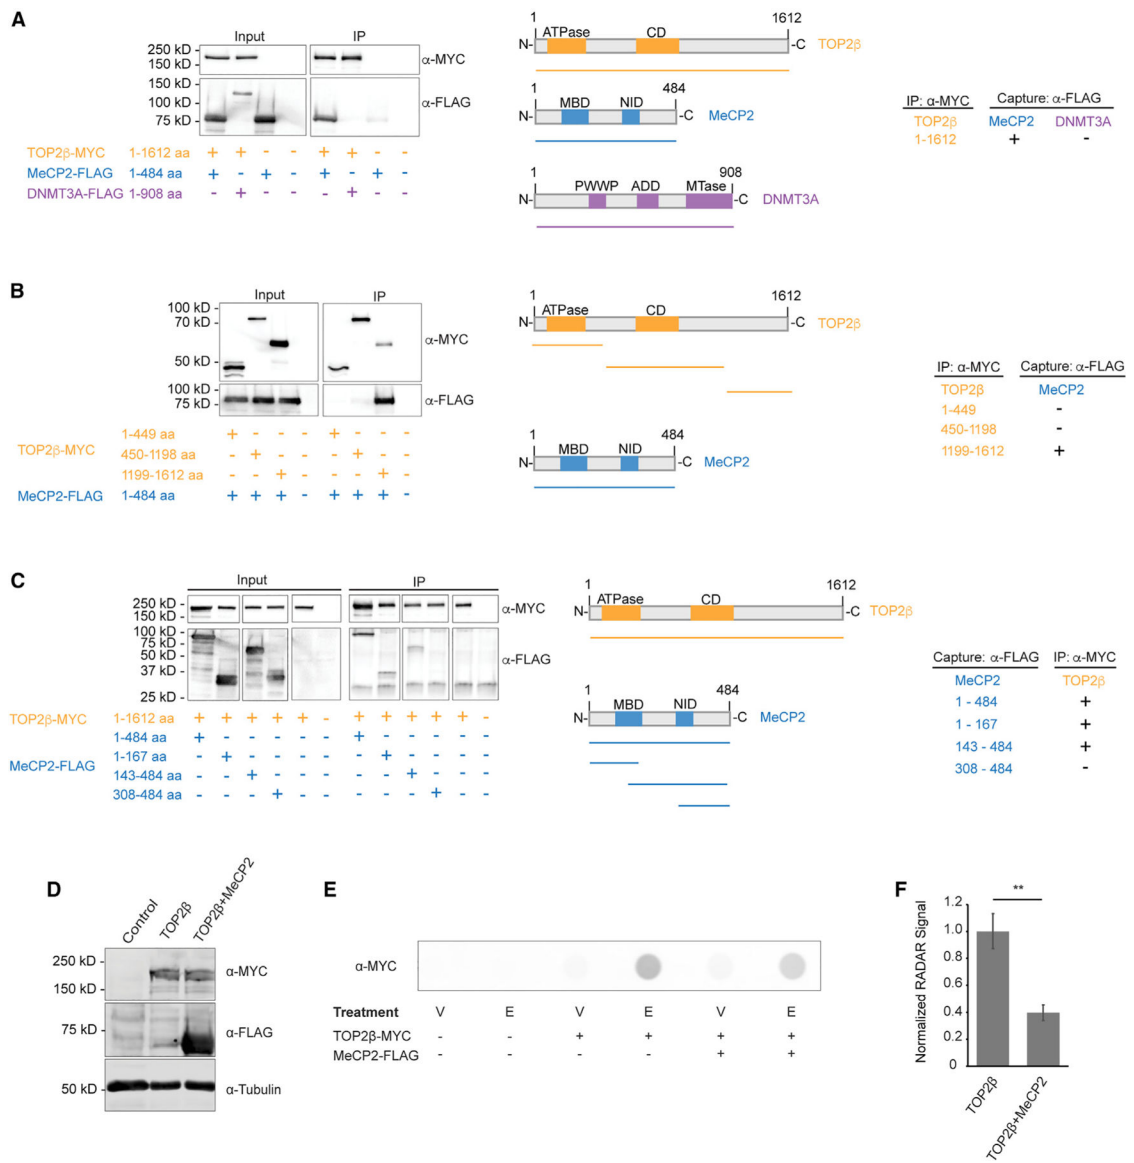 A
Input IP
250 kD
150 kD
α-MYC
150 kD
100 kD
75 kD
α-FLAG
TOP2β-MYC 1-1612 aa + + - - + + - -
MeCP2-FLAG 1-484 aa + - + - + - + -
DNMT3A-FLAG 1-908 aa - + - - - + - -
1 1612
ATPase CD
N- -C TOP2β
1 484
MBD NID
N- -C MeCP2
1 908
PWWP ADD MTase
N- -C DNMT3A
IP: α-MYC Capture: α-FLAG
TOP2β MeCP2 DNMT3A
1-1612 + -
B
Input IP
100 kD
70 kD
50 kD
α-MYC
100 kD
75 kD
α-FLAG
TOP2β-MYC
1-449 aa + - - + - - -
450-1198 aa - + - - + - -
1199-1612 aa - - + - - + -
MeCP2-FLAG 1-484 aa + + + + + + -
1 1612
ATPase CD
N- -C TOP2β
1 484
MBD NID
N- -C MeCP2
IP: α-MYC Capture: α-FLAG
TOP2β MeCP2
1-449 -
450-1198 -
1199-1612 +
C
Input IP
250 kD
150 kD
α-MYC
100 kD
75 kD
50 kD
37 kD
25 kD
α-FLAG
TOP2β-MYC 1-1612 aa + + + + + - + + + + + -
MeCP2-FLAG
1-484 aa + - - - - - + - - - - -
1-167 aa - + - - - - - + - - - -
143-484 aa - - + - - - - - + - - -
308-484 aa - - - + - - - - - + - -
1 1612
ATPase CD
N- -C TOP2β
1 484
MBD NID
N- -C MeCP2
Capture: α-FLAG IP: α-MYC
MeCP2 TOP2β
1 - 484 +
1 - 167 +
143 - 484 +
308 - 484 -
D
Control TOP2β TOP2β+MeCP2
250 kD
150 kD
α-MYC
75 kD
α-FLAG
50 kD
α-Tubulin
E
α-MYC
Treatment V E V E V E
TOP2β-MYC - - + + + +
MeCP2-FLAG - - - - + +
F
**
Normalized RADAR Signal
1.2
1.0
0.8
0.6
0.4
0.2
0
TOP2β TOP2β+MeCP2